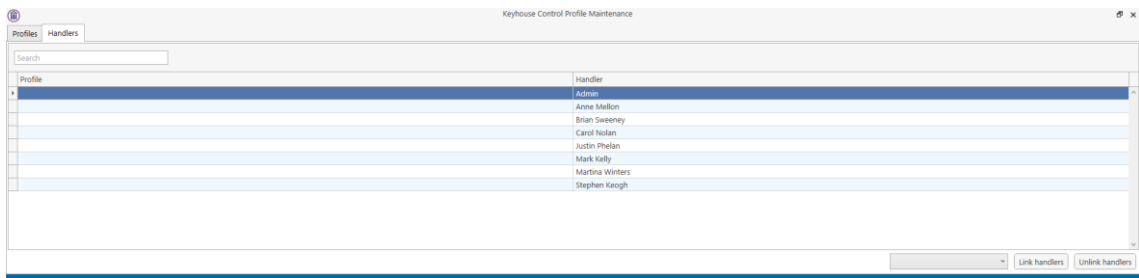 Keyhouse Control Profile Maintenance
Profiles Handlers
Search
Profile Handler
Admin
Anne Mellon
Brian Sweeney
Carol Nolan
Justin Phelan
Mark Kelly
Martina Winters
Stephen Keogh
Link handlers Unlink handlers